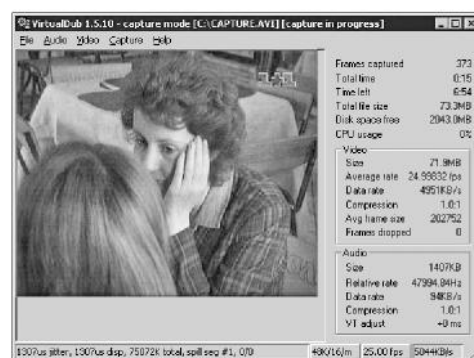 VirtualDub 1.5.10 - capture mode [C:\CAPTURE.AVI] [capture in progress]
File Audio Video Capture Help
Frames captured 373
Total time 0:15
Time left 6:54
Total file size 73.3MB
Disk space free 2843.0MB
CPU usage 0%
Video
Size 71.9MB
Average rate 24.99832 fps
Data rate 4951KB/s
Compression 1.0:1
Avg frame size 202752
Frames dropped 0
Audio
Size 1407KB
Relative rate 47994.84Hz
Data rate 94KB/s
Compression 1.0:1
VT adjust +0 ms
1307us jitter, 1307us disp, 75072K total, spill seg #1, 0/0
48K/16/m
25.00 fps
5044KB/s